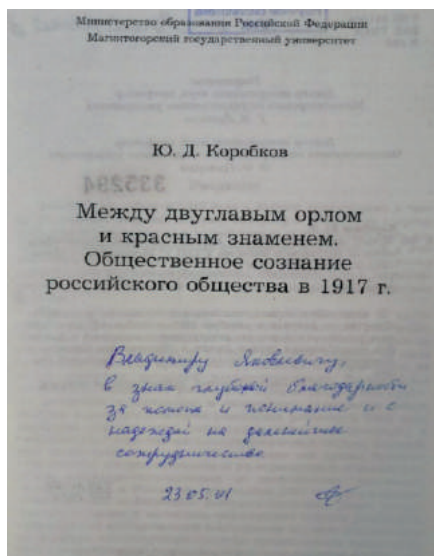 Министерство образования Российской Федерации
Магнитогорский государственный университет
Ю. Д. Коробков
335294
Между двуглавым орлом
и красным знаменем.
Общественное сознание
российского общества в 1917 г.
Владимиру Яковлевичу,
в знак глубокой благодарности
за помощь и понимание и с
надеждой на дальнейшее
сотрудничество
23.05.01